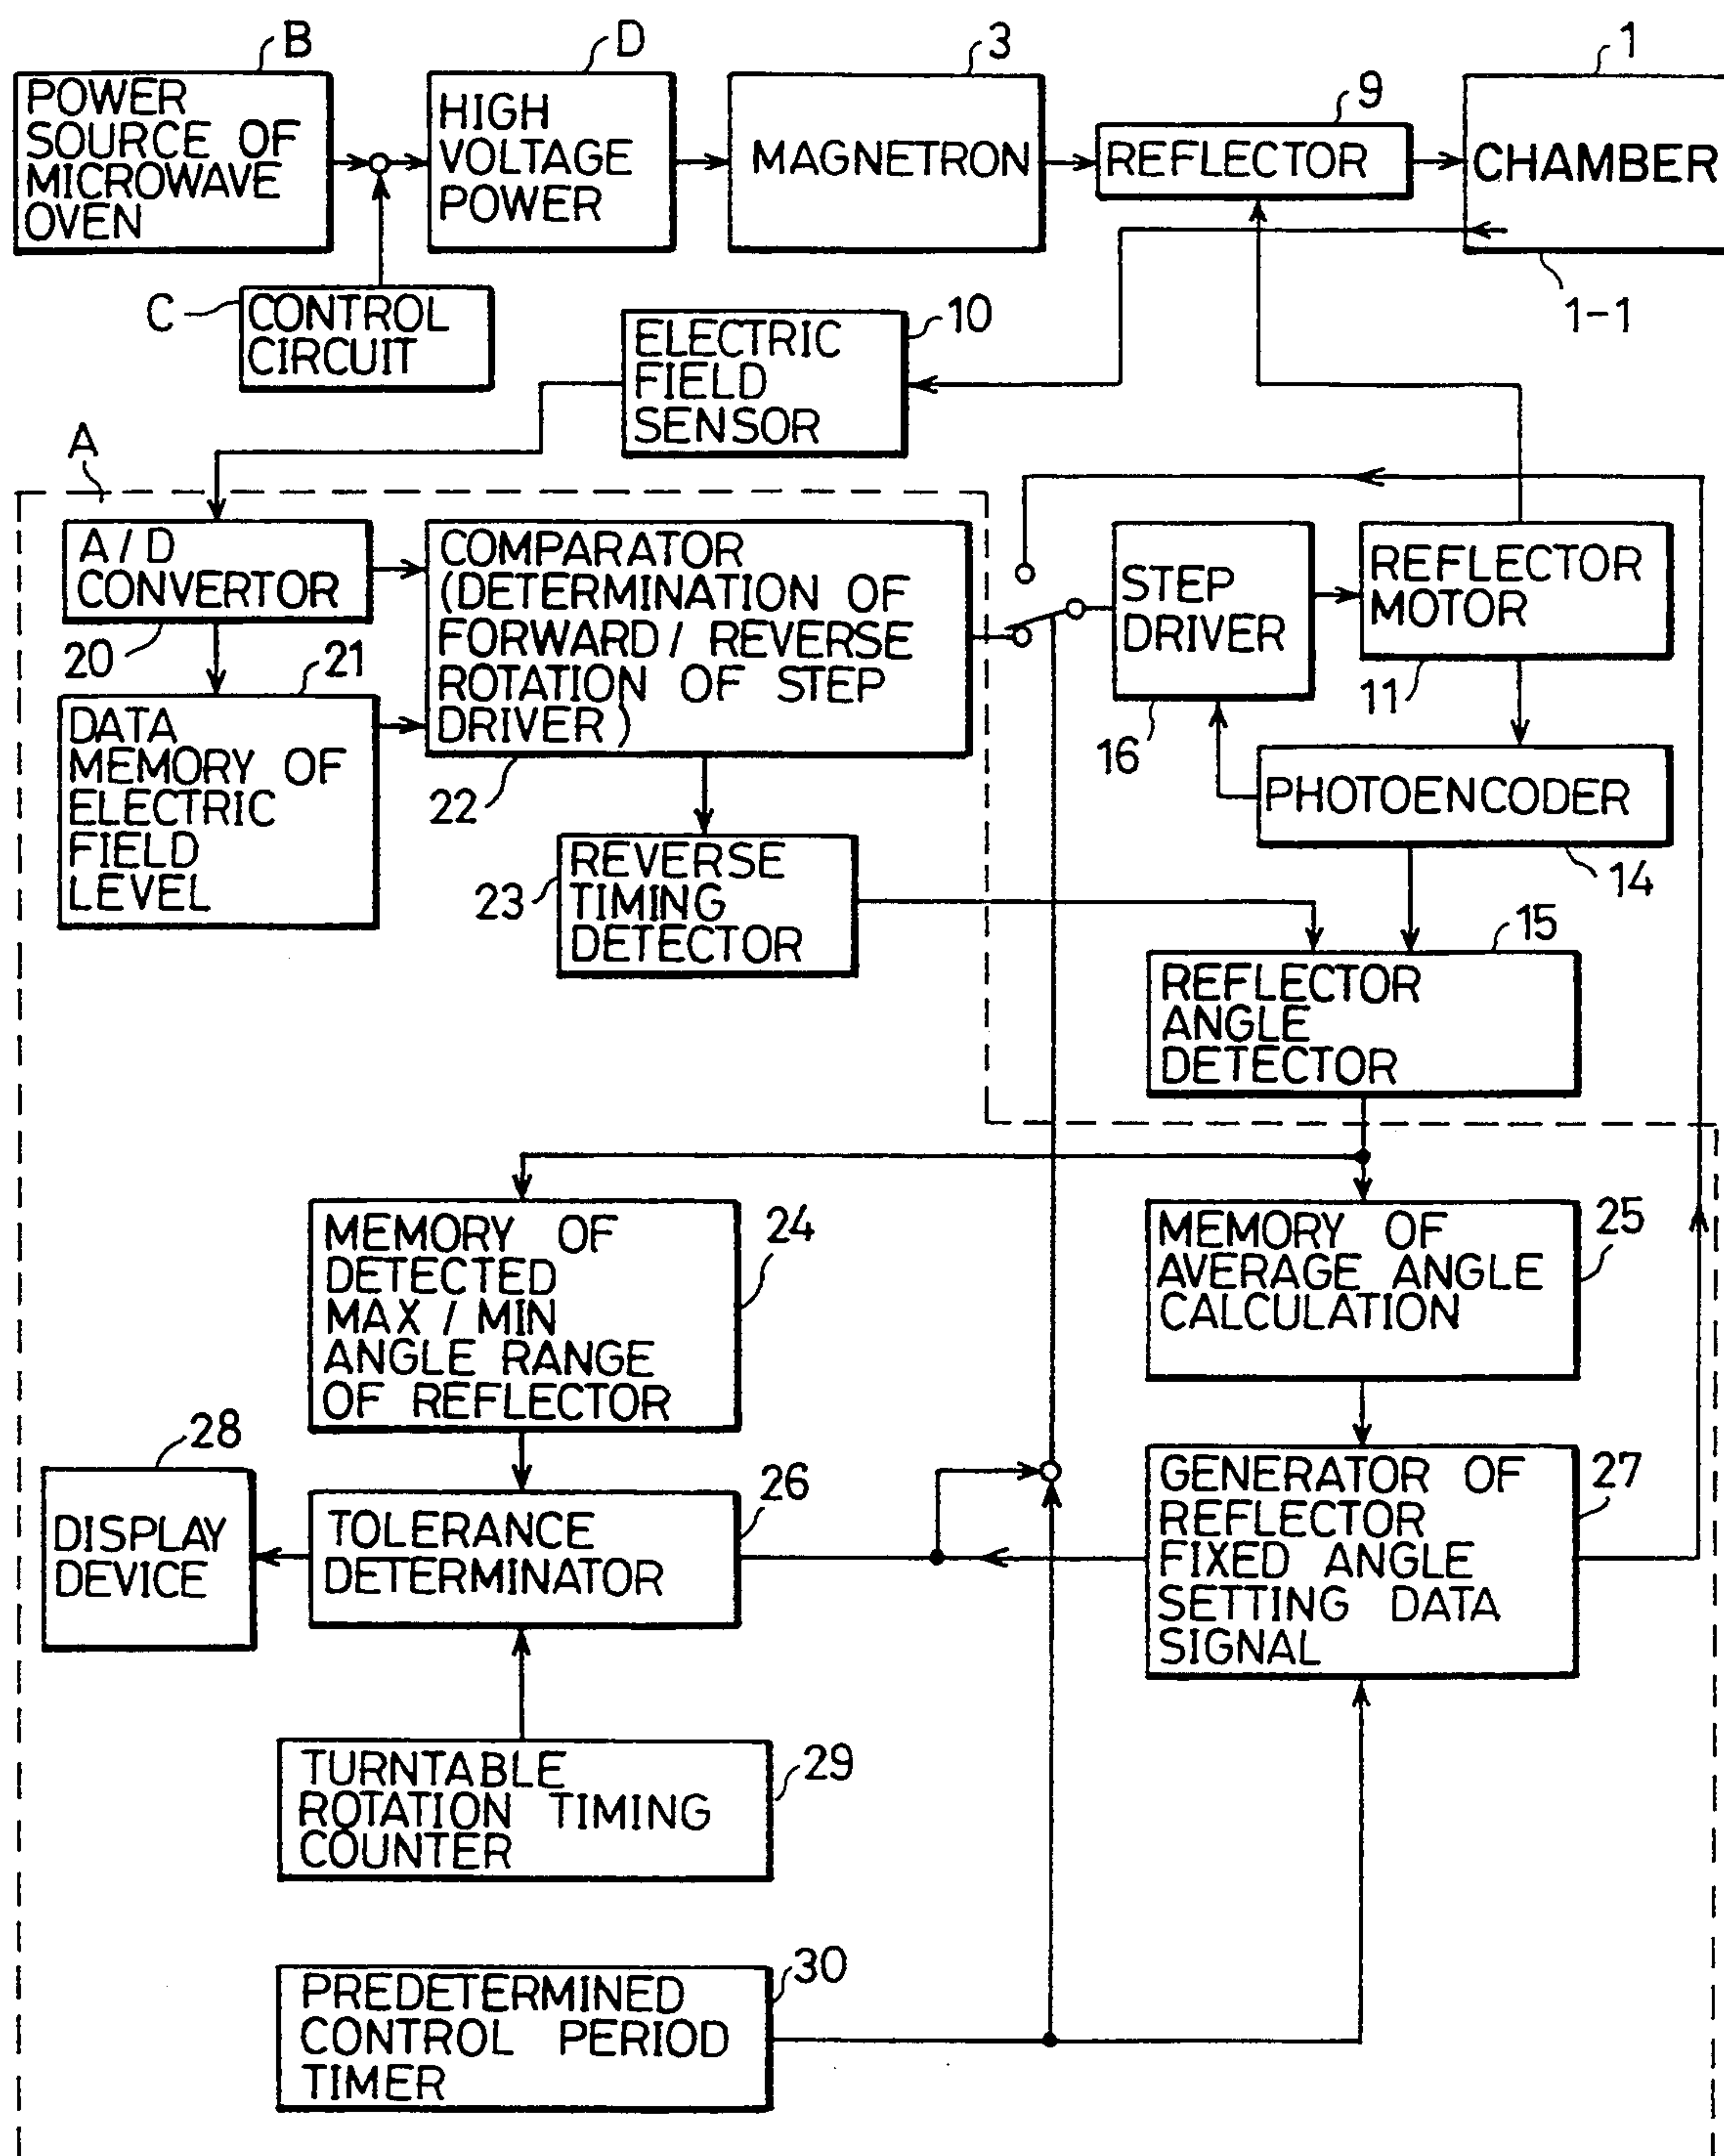 B
D
3
1
9
POWER
SOURCE OF
MICROWAVE
OVEN
HIGH
VOLTAGE
POWER
MAGNETRON
REFLECTOR
CHAMBER
1-1
C
CONTROL
CIRCUIT
10
ELECTRIC
FIELD
SENSOR
A
A/D
CONVERTOR
20
COMPARATOR
(DETERMINATION OF
FORWARD/ REVERSE
ROTATION OF STEP
DRIVER)
22
STEP
DRIVER
16
REFLECTOR
MOTOR
11
21
DATA
MEMORY OF
ELECTRIC
FIELD
LEVEL
PHOTOENCODER
14
23
REVERSE
TIMING
DETECTOR
15
REFLECTOR
ANGLE
DETECTOR
24
MEMORY OF
DETECTED
MAX / MIN
ANGLE RANGE
OF REFLECTOR
25
MEMORY OF
AVERAGE ANGLE
CALCULATION
28
DISPLAY
DEVICE
26
TOLERANCE
DETERMINATOR
27
GENERATOR OF
REFLECTOR
FIXED ANGLE
SETTING DATA
SIGNAL
29
TURNTABLE
ROTATION TIMING
COUNTER
30
PREDETERMINED
CONTROL PERIOD
TIMER